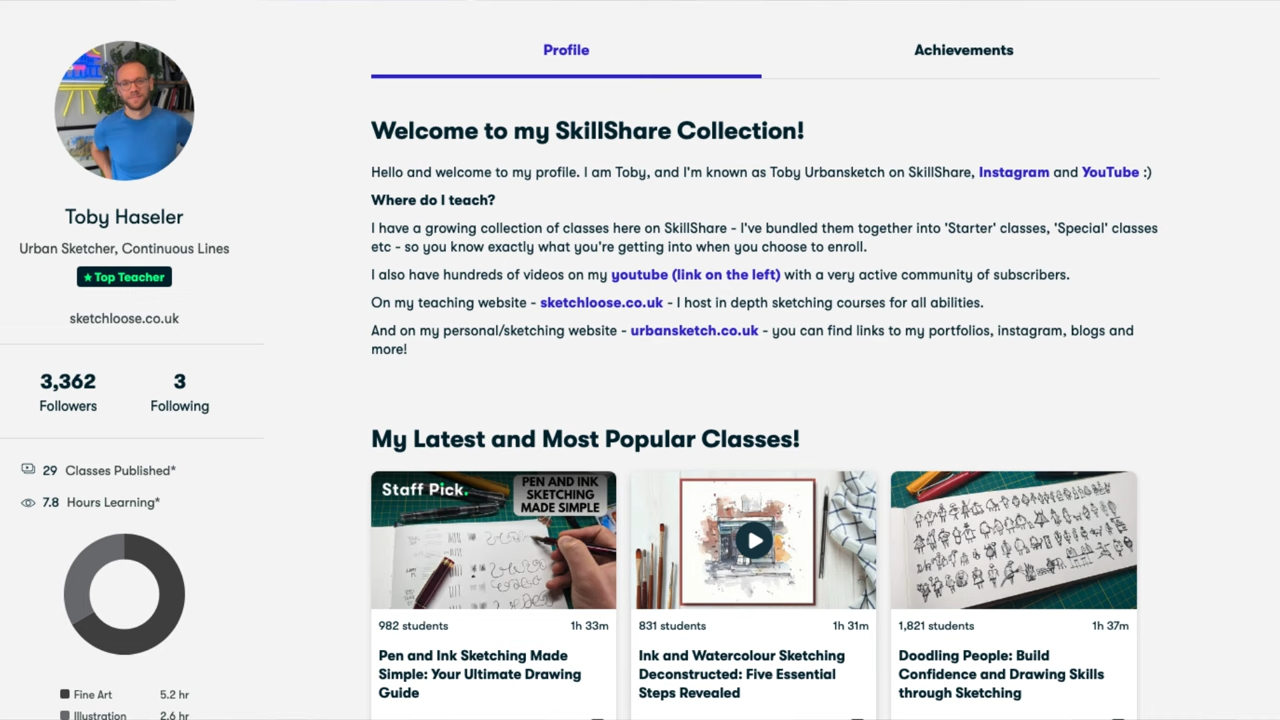 Profile
Achievements
Toby Haseler
Urban Sketcher, Continuous Lines
★ Top Teacher
sketchloose.co.uk
3,362
Followers
3
Following
29 Classes Published*
7.8 Hours Learning*
Fine Art 5.2 hr
Illustration 2.6 hr
Welcome to my SkillShare Collection!
Hello and welcome to my profile. I am Toby, and I'm known as Toby Urbansketch on SkillShare, Instagram and YouTube :)
Where do I teach?
I have a growing collection of classes here on SkillShare - I've bundled them together into 'Starter' classes, 'Special' classes
etc - so you know exactly what you're getting into when you choose to enroll.
I also have hundreds of videos on my youtube (link on the left) with a very active community of subscribers.
On my teaching website - sketchloose.co.uk - I host in depth sketching courses for all abilities.
And on my personal/sketching website - urbansketch.co.uk - you can find links to my portfolios, instagram, blogs and
more!
My Latest and Most Popular Classes!
Staff Pick.
PEN AND INK
SKETCHING
MADE SIMPLE
982 students 1h 33m
Pen and Ink Sketching Made
Simple: Your Ultimate Drawing
Guide
831 students 1h 31m
Ink and Watercolour Sketching
Deconstructed: Five Essential
Steps Revealed
1,821 students 1h 37m
Doodling People: Build
Confidence and Drawing Skills
through Sketching